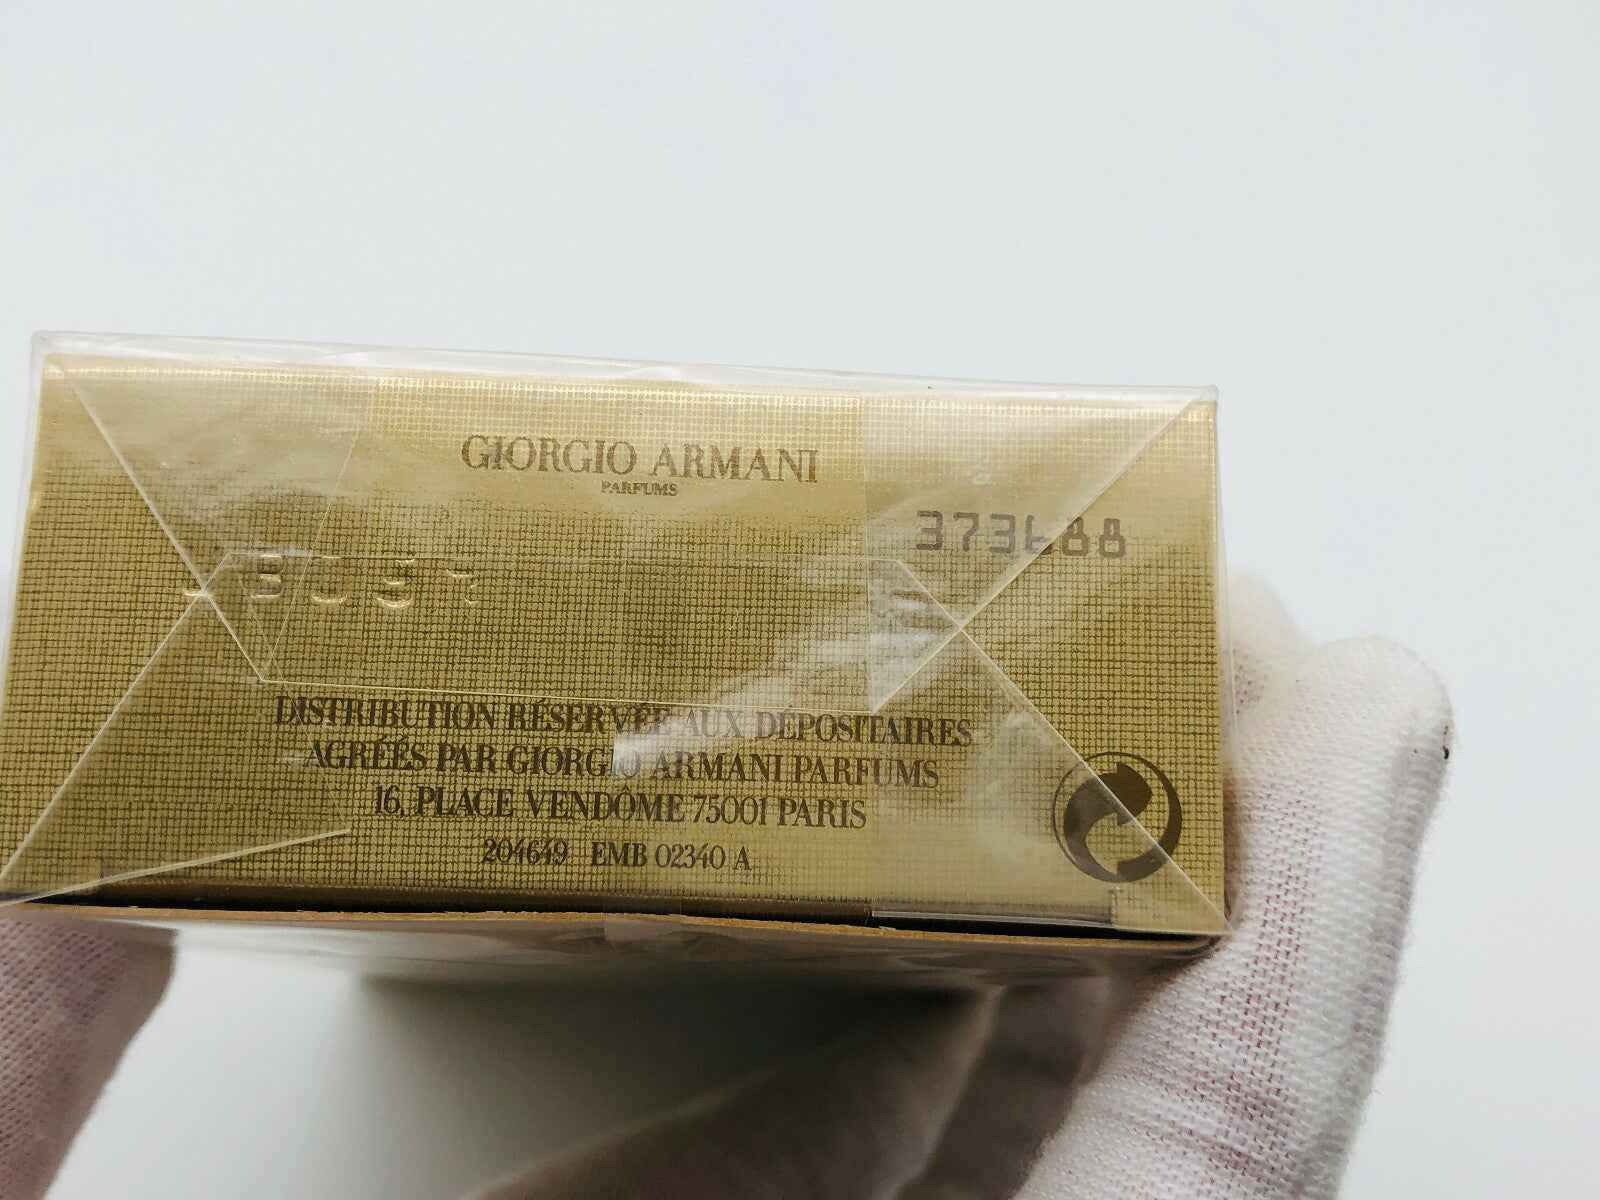 GIORGIO ARMANI
PARFUMS
373688
DISTRIBUTION RÉSERVÉE AUX DÉPOSITAIRES
AGRÉÉS PAR GIORGIO ARMANI PARFUMS
16, PLACE VENDÔME 75001 PARIS
204649 EMB 02340 A